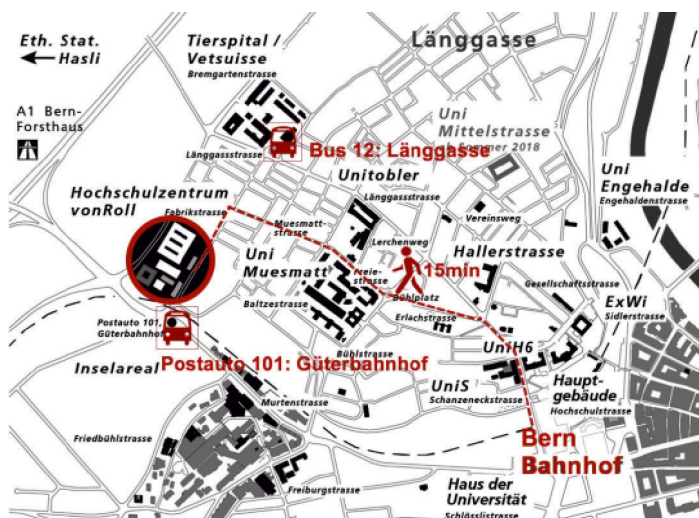 Eth. Stat.
Hasli
Tierspital /
Vetsuisse
Bremgartenstrasse
Länggasse
A1 Bern-
Forsthaus
Uni
Mittelstrasse
Sommer 2018
Länggassstrasse
Bus 12: Länggasse
Uni
Engehalde
Engehaldenstrasse
Unitobler
Länggassstrasse
Hochschulzentrum
vonRoll
Fabrikstrasse
Muesmatt-
strasse
Vereinsweg
Lerchenweg
Hallerstrasse
Uni
Muesmatt
Freie-
strasse
15min
Gesellschaftsstrasse
Bühlplatz
ExWi
Sidlerstrasse
Baltzestrasse
Erlachstrasse
Postauto 101,
Güterbahnhof
Postauto 101: Güterbahnhof
Bühlstrasse
UniH6
Inselareal
UniS
Schanzeneckstrasse
Haupt-
gebäude
Hochschulstrasse
Murtenstrasse
Friedbühlstrasse
Bern
Bahnhof
Freiburgstrasse
Haus der
Universität
Schlösslistrasse